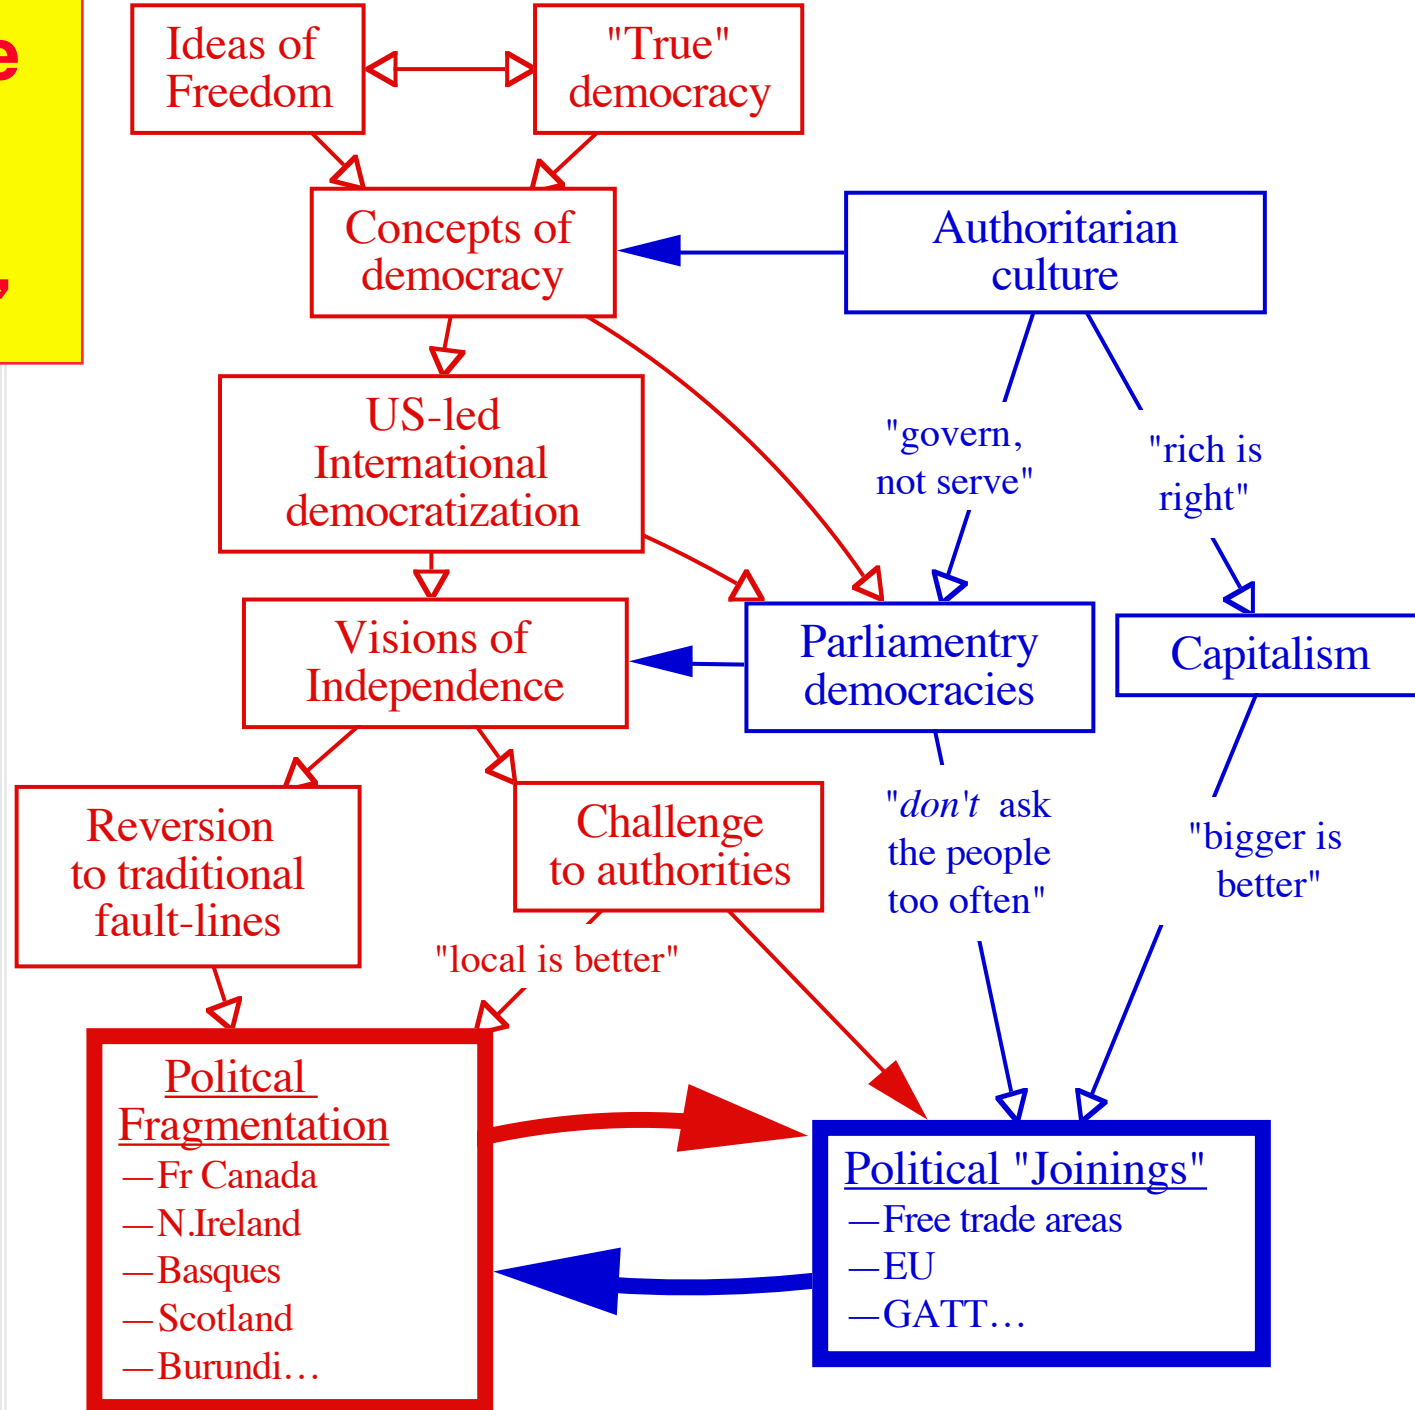 e
Ideas of
Freedom
"True"
democracy
Concepts of
democracy
Authoritarian
culture
US-led
International
democratization
"govern,
not serve"
"rich is
right"
Visions of
Independence
Parliamentry
democracies
Capitalism
Reversion
to traditional
fault-lines
Challenge
to authorities
"don't ask
the people
too often"
"bigger is
better"
"local is better"
Politcal
Fragmentation
—Fr Canada
—N.Ireland
—Basques
—Scotland
—Burundi…
Political "Joinings"
—Free trade areas
—EU
—GATT…